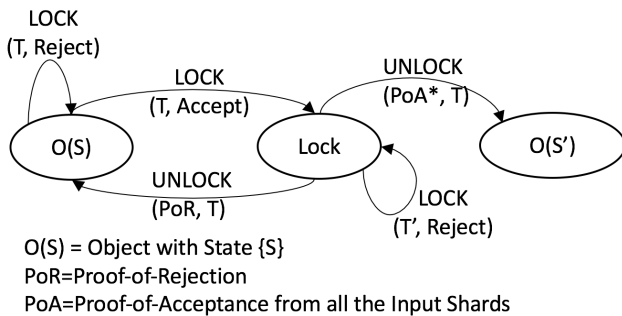 LOCK
(T, Reject)
LOCK
(T, Accept)
UNLOCK
(PoA*, T)
O(S)
Lock
O(S’)
UNLOCK
(PoR, T)
LOCK
(T’, Reject)
O(S) = Object with State {S}
PoR=Proof-of-Rejection
PoA=Proof-of-Acceptance from all the Input Shards